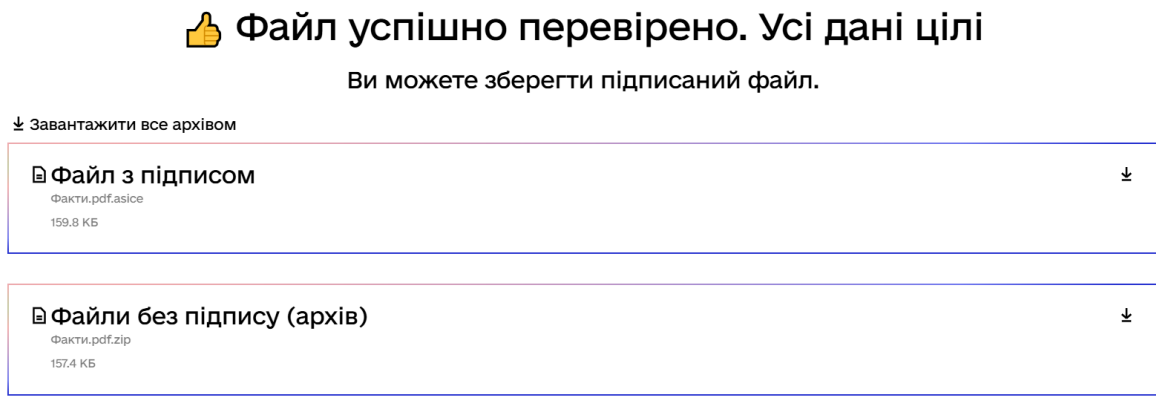 👍 Файл успішно перевірено. Усі дані цілі
Ви можете зберегти підписаний файл.
Завантажити все архівом
Файл з підписом
Факти.pdf.asice
159.8 КБ
Файли без підпису (архів)
Факти.pdf.zip
157.4 КБ